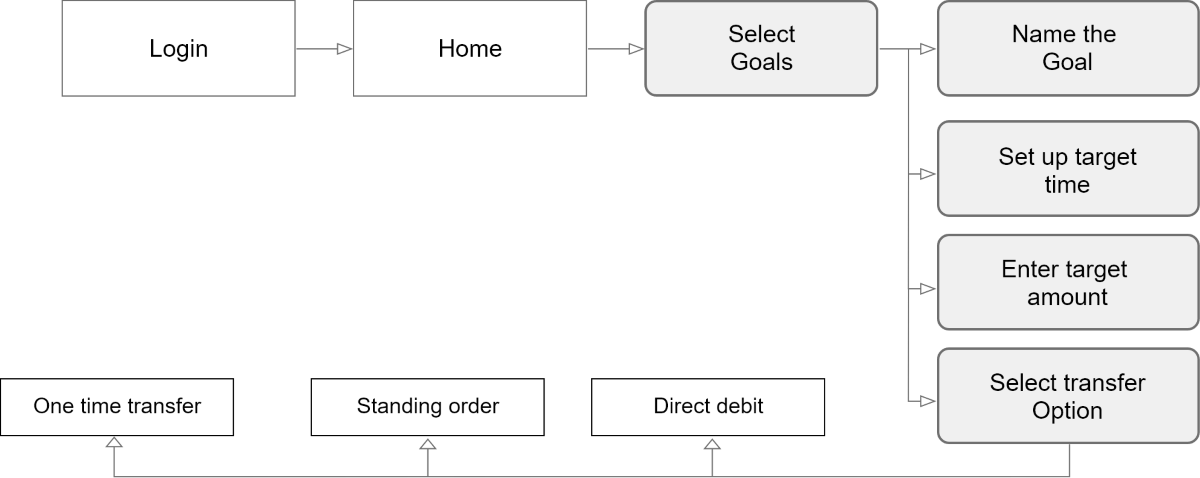 Login
Home
Select
Goals
Name the
Goal
Set up target
time
Enter target
amount
Select transfer
Option
One time transfer
Standing order
Direct debit